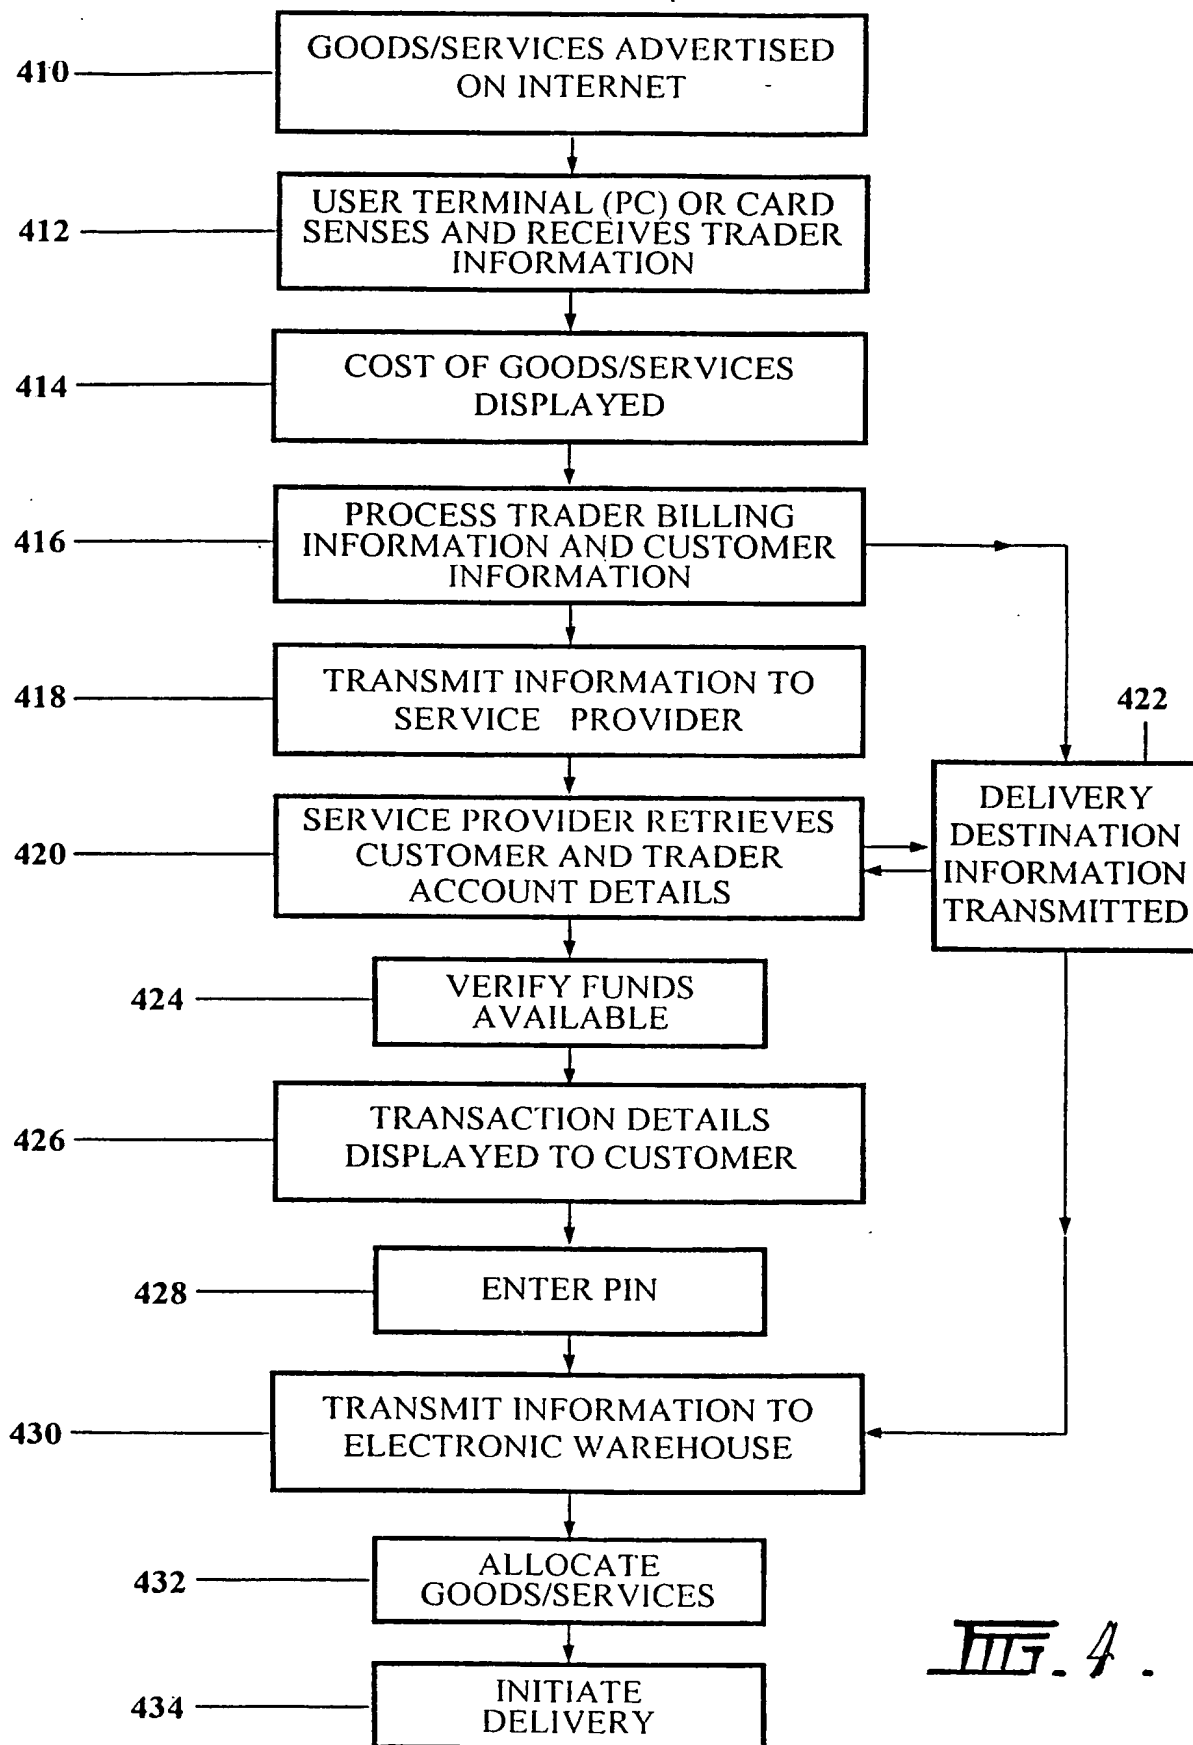 410
GOODS/SERVICES ADVERTISED
ON INTERNET
412
USER TERMINAL (PC) OR CARD
SENSES AND RECEIVES TRADER
INFORMATION
414
COST OF GOODS/SERVICES
DISPLAYED
416
PROCESS TRADER BILLING
INFORMATION AND CUSTOMER
INFORMATION
418
TRANSMIT INFORMATION TO
SERVICE PROVIDER
422
DELIVERY
DESTINATION
INFORMATION
TRANSMITTED
420
SERVICE PROVIDER RETRIEVES
CUSTOMER AND TRADER
ACCOUNT DETAILS
424
VERIFY FUNDS
AVAILABLE
426
TRANSACTION DETAILS
DISPLAYED TO CUSTOMER
428
ENTER PIN
430
TRANSMIT INFORMATION TO
ELECTRONIC WAREHOUSE
432
ALLOCATE
GOODS/SERVICES
434
INITIATE
DELIVERY
FIG. 4.